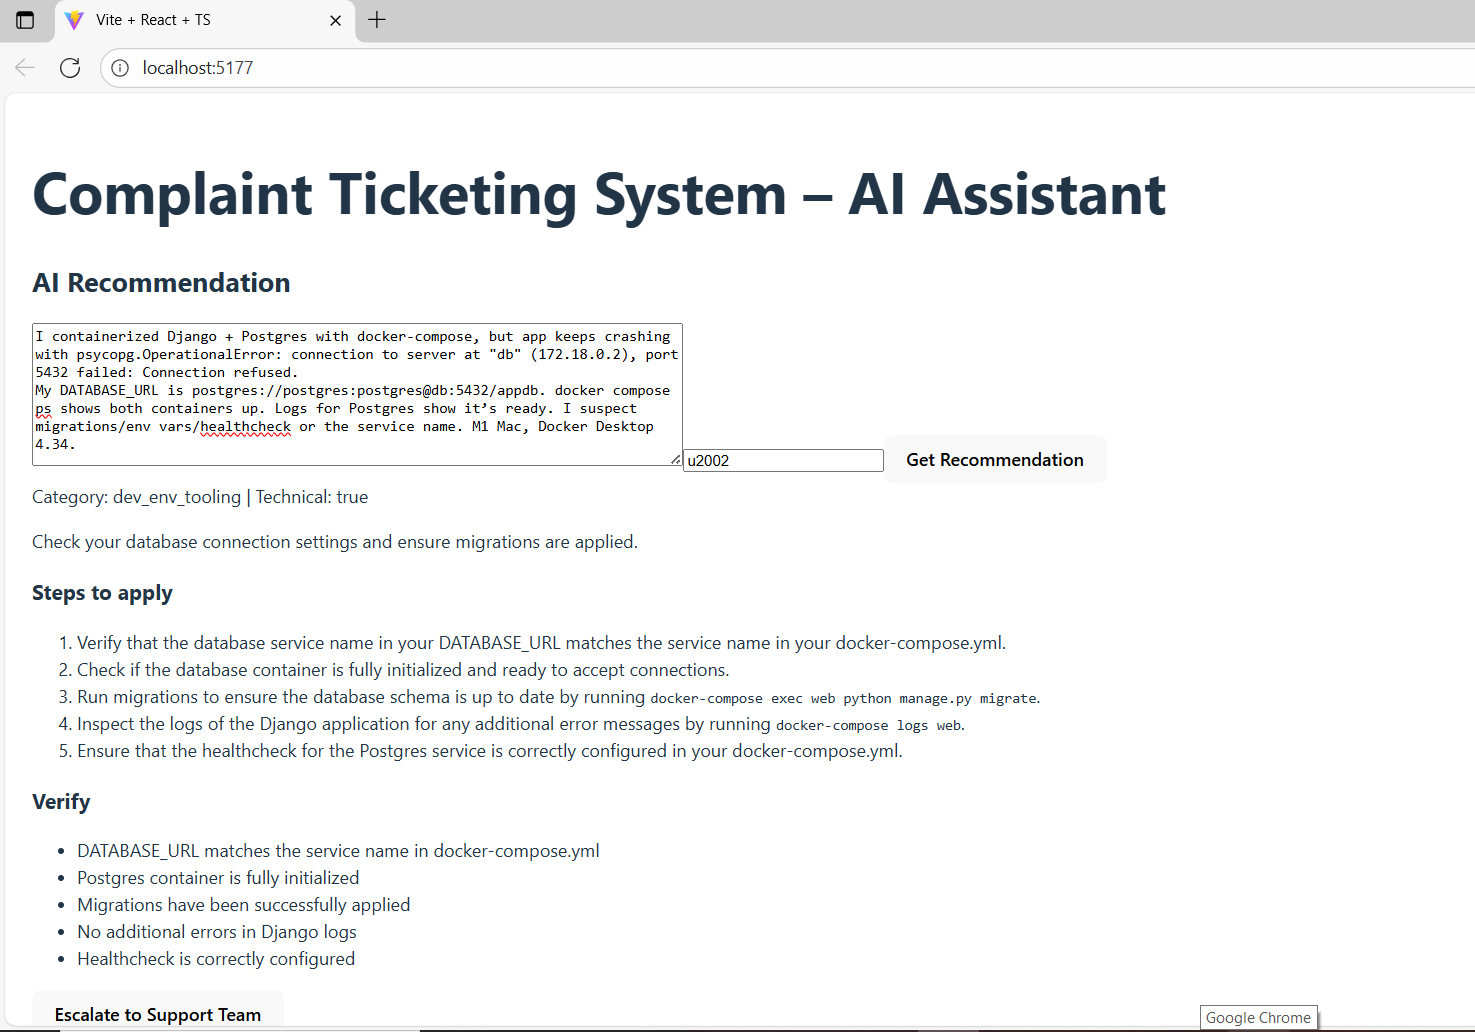 Vite + React + TS
localhost:5177
Complaint Ticketing System – AI Assistant
AI Recommendation
I containerized Django + Postgres with docker-compose, but app keeps crashing
with psycopg.OperationalError: connection to server at "db" (172.18.0.2), port
5432 failed: Connection refused.
My DATABASE_URL is postgres://postgres:postgres@db:5432/appdb. docker compose
ps shows both containers up. Logs for Postgres show it’s ready. I suspect
migrations/env vars/healthcheck or the service name. M1 Mac, Docker Desktop
4.34.
u2002
Get Recommendation
Category: dev_env_tooling | Technical: true
Check your database connection settings and ensure migrations are applied.
Steps to apply
1. Verify that the database service name in your DATABASE_URL matches the service name in your docker-compose.yml.
2. Check if the database container is fully initialized and ready to accept connections.
3. Run migrations to ensure the database schema is up to date by running docker-compose exec web python manage.py migrate.
4. Inspect the logs of the Django application for any additional error messages by running docker-compose logs web.
5. Ensure that the healthcheck for the Postgres service is correctly configured in your docker-compose.yml.
Verify
• DATABASE_URL matches the service name in docker-compose.yml
• Postgres container is fully initialized
• Migrations have been successfully applied
• No additional errors in Django logs
• Healthcheck is correctly configured
Escalate to Support Team
Google Chrome